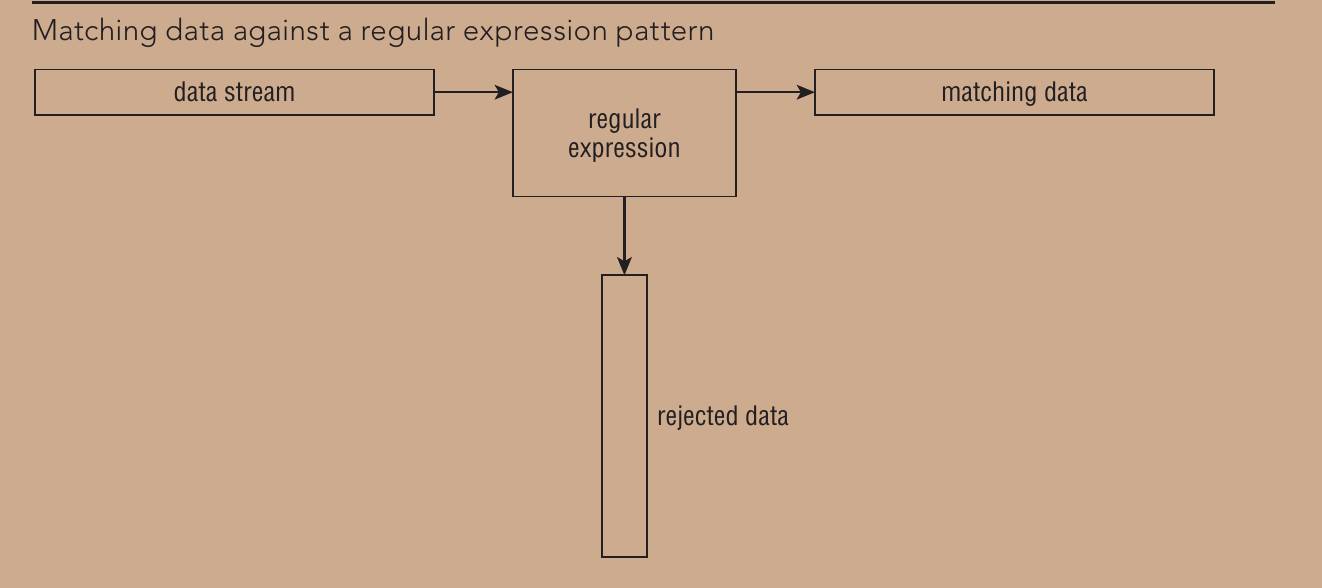 Matching data against a regular expression pattern
data stream
regular
expression
matching data
rejected data